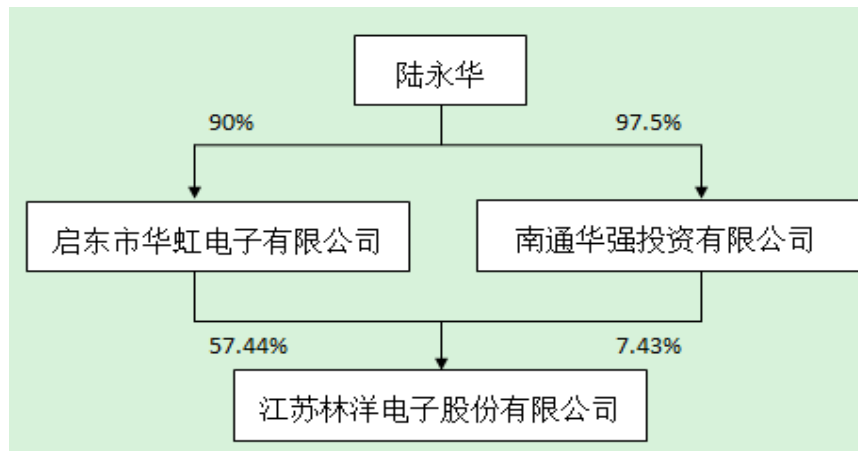 陆永华
90%
97.5%
启东市华虹电子有限公司
南通华强投资有限公司
57.44%
7.43%
江苏林洋电子股份有限公司